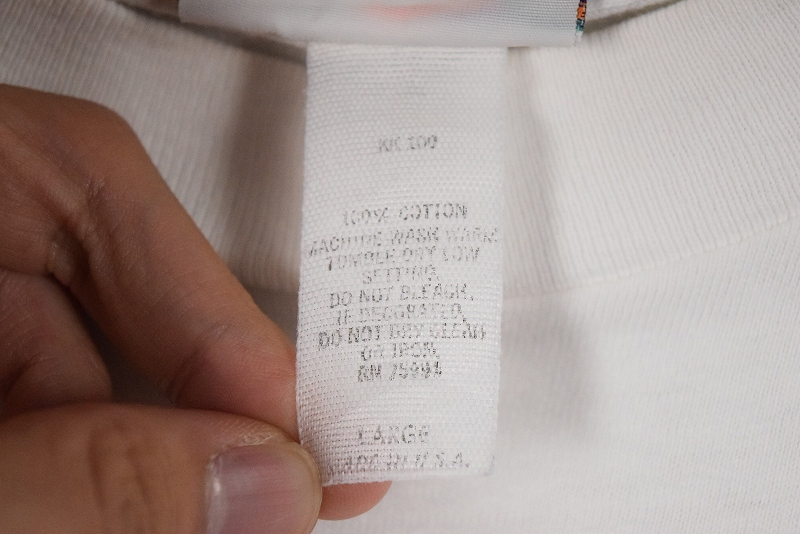 100% COTTON
MACHINE WASH WARM
TUMBLE DRY LOW
SETTING.
DO NOT BLEACH.
IF DECORATED,
DO NOT DRY CLEAN
OR IRON.
RN
LARGE
MADE IN U.S.A.